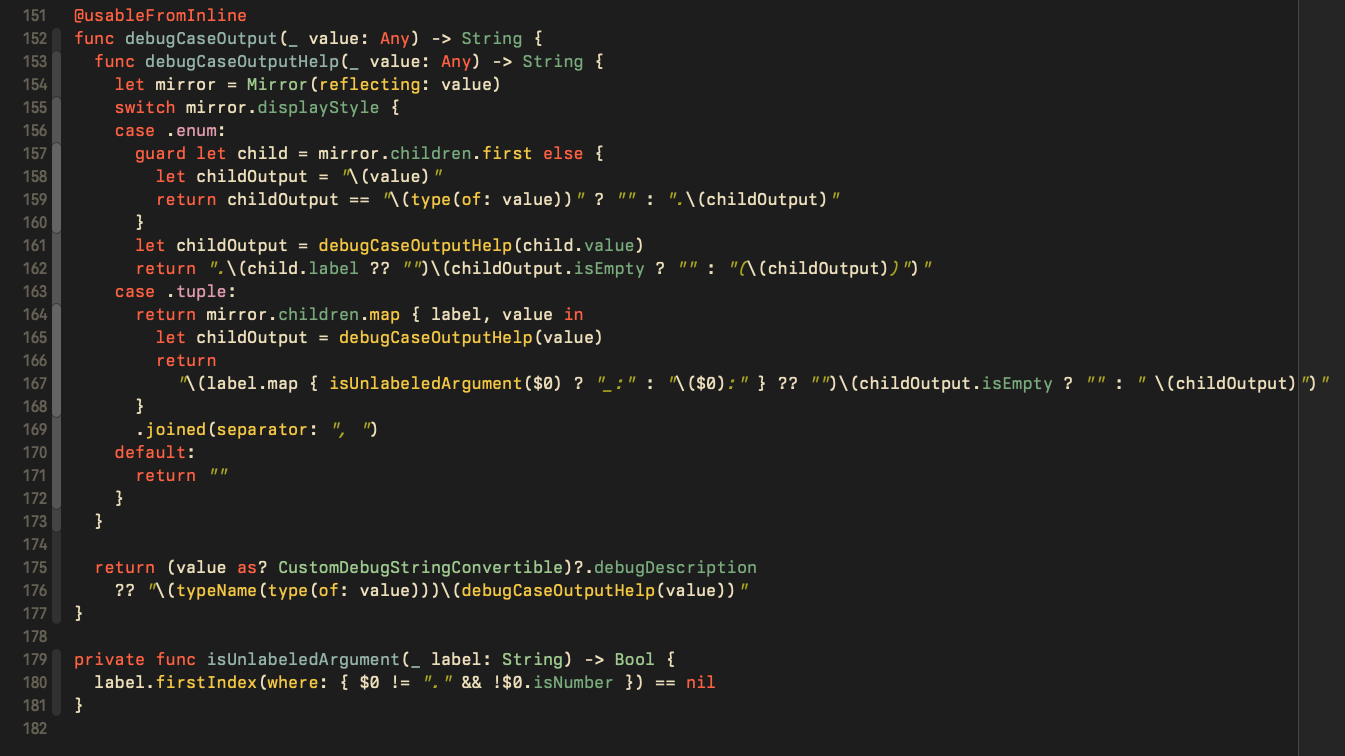 151 @usableFromInline
152 func debugCaseOutput(_ value: Any) -> String {
153   func debugCaseOutputHelp(_ value: Any) -> String {
154     let mirror = Mirror(reflecting: value)
155     switch mirror.displayStyle {
156     case .enum:
157       guard let child = mirror.children.first else {
158         let childOutput = "\(value)"
159         return childOutput == "\(type(of: value))" ? "" : ".\(childOutput)"
160       }
161       let childOutput = debugCaseOutputHelp(child.value)
162       return ".\(child.label ?? "")\(childOutput.isEmpty ? "" : "(\(childOutput))")"
163     case .tuple:
164       return mirror.children.map { label, value in
165         let childOutput = debugCaseOutputHelp(value)
166         return
167           "\(label.map { isUnlabeledArgument($0) ? "_:" : "\($0):" } ?? "")\(childOutput.isEmpty ? "" : " \(childOutput)")"
168       }
169       .joined(separator: ", ")
170     default:
171       return ""
172     }
173   }
174
175   return (value as? CustomDebugStringConvertible)?.debugDescription
176     ?? "\(typeName(type(of: value)))\(debugCaseOutputHelp(value))"
177 }
178
179 private func isUnlabeledArgument(_ label: String) -> Bool {
180   label.firstIndex(where: { $0 != "." && !$0.isNumber }) == nil
181 }
182